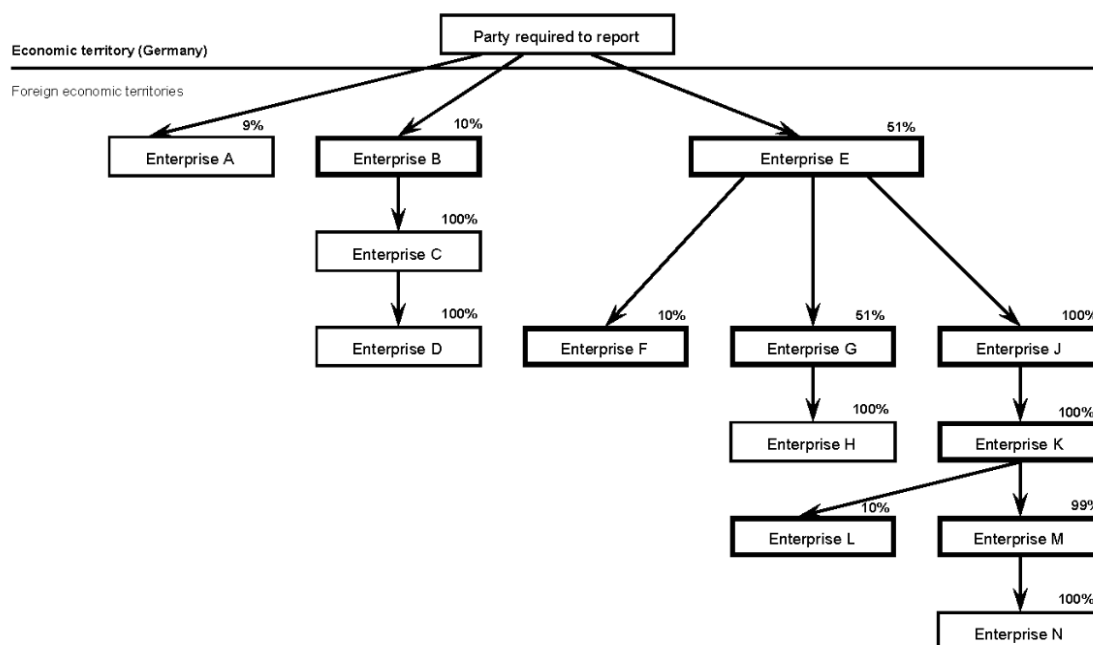 Party required to report
Economic territory (Germany)
Foreign economic territories
9%
10%
51%
Enterprise A
Enterprise B
Enterprise E
100%
Enterprise C
100%
10%
51%
100%
Enterprise D
Enterprise F
Enterprise G
Enterprise J
100%
100%
Enterprise H
Enterprise K
10%
99%
Enterprise L
Enterprise M
100%
Enterprise N